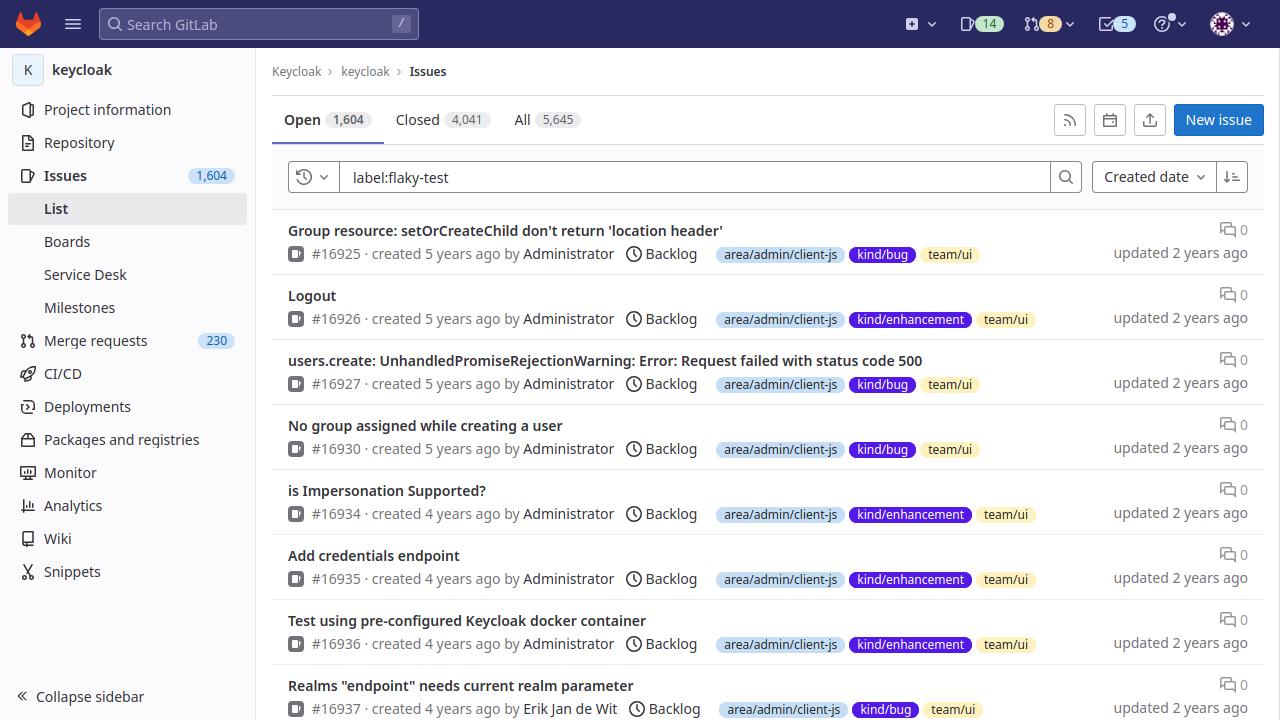 Search GitLab /
14
8
5
K keycloak
Project information
Repository
Issues 1,604
List
Boards
Service Desk
Milestones
Merge requests 230
CI/CD
Deployments
Packages and registries
Monitor
Analytics
Wiki
Snippets
Collapse sidebar
Keycloak › keycloak › Issues
Open 1,604 Closed 4,041 All 5,645
New issue
label:flaky-test
Created date
Group resource: setOrCreateChild don't return 'location header' 0
#16925 · created 5 years ago by Administrator Backlog area/admin/client-js kind/bug team/ui updated 2 years ago
Logout 0
#16926 · created 5 years ago by Administrator Backlog area/admin/client-js kind/enhancement team/ui updated 2 years ago
users.create: UnhandledPromiseRejectionWarning: Error: Request failed with status code 500 0
#16927 · created 5 years ago by Administrator Backlog area/admin/client-js kind/bug team/ui updated 2 years ago
No group assigned while creating a user 0
#16930 · created 5 years ago by Administrator Backlog area/admin/client-js kind/bug team/ui updated 2 years ago
is Impersonation Supported? 0
#16934 · created 4 years ago by Administrator Backlog area/admin/client-js kind/enhancement team/ui updated 2 years ago
Add credentials endpoint 0
#16935 · created 4 years ago by Administrator Backlog area/admin/client-js kind/enhancement team/ui updated 2 years ago
Test using pre-configured Keycloak docker container 0
#16936 · created 4 years ago by Administrator Backlog area/admin/client-js kind/enhancement team/ui updated 2 years ago
Realms "endpoint" needs current realm parameter 0
#16937 · created 4 years ago by Erik Jan de Wit Backlog area/admin/client-js kind/bug team/ui updated 2 years ago